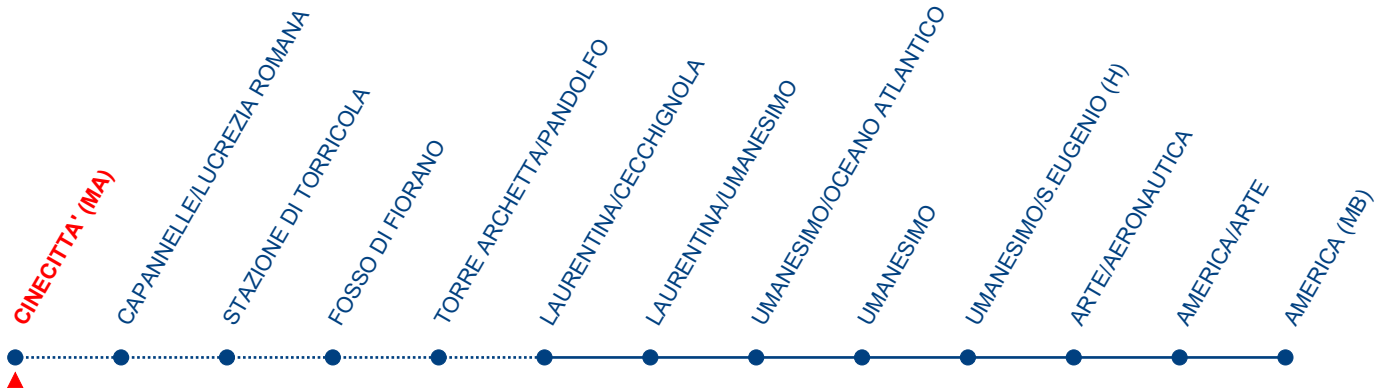 CINECITTA' (MA)
CAPANNELLE/LUCREZIA ROMANA
STAZIONE DI TORRICOLA
FOSSO DI FIORANO
TORRE ARCHETTA/PANDOLFO
LAURENTINA/CECCHIGNOLA
LAURENTINA/UMANESIMO
UMANESIMO/OCEANO ATLANTICO
UMANESIMO
UMANESIMO/S.EUGENIO (H)
ARTE/AERONAUTICA
AMERICA/ARTE
AMERICA (MB)